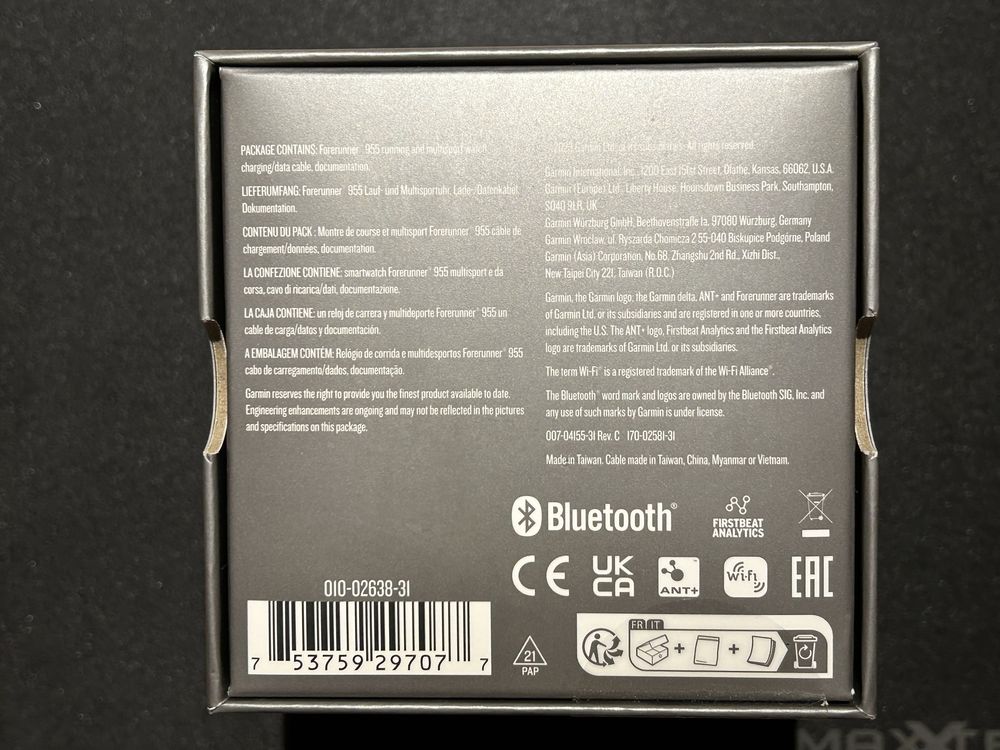 PACKAGE CONTAINS: Forerunner® 955 running and multisport watch,
charging/data cable, documentation.
LIEFERUMFANG: Forerunner® 955 Lauf- und Multisportuhr, Lade-/Datenkabel,
Dokumentation.
CONTENU DU PACK : Montre de course et multisport Forerunner® 955 câble de
chargement/données, documentation.
LA CONFEZIONE CONTIENE: smartwatch Forerunner® 955 multisport e da
corsa, cavo di ricarica/dati, documentazione.
LA CAJA CONTIENE: un reloj de carrera y multideporte Forerunner® 955 un
cable de carga/datos y documentación.
A EMBALAGEM CONTÉM: Relógio de corrida e multidesportos Forerunner® 955
cabo de carregamento/dados, documentação.
Garmin reserves the right to provide you the finest product available to date.
Engineering enhancements are ongoing and may not be reflected in the pictures
and specifications on this package.
Garmin Ltd. or its subsidiaries. All rights reserved.
Garmin International, Inc., 1200 East 151st Street, Olathe, Kansas, 66062, U.S.A.
Garmin (Europe) Ltd., Liberty House, Hounsdown Business Park, Southampton,
SO40 9LR, UK
Garmin Würzburg GmbH, Beethovenstraße 1a, 97080 Würzburg, Germany
Garmin Wroclaw, ul. Ryszarda Chomicza 2 55-040 Biskupice Podgórne, Poland
Garmin (Asia) Corporation, No.68, Zhangshu 2nd Rd., Xizhi Dist.,
New Taipei City 221, Taiwan (R.O.C.)
Garmin, the Garmin logo, the Garmin delta, ANT+ and Forerunner are trademarks
of Garmin Ltd. or its subsidiaries and are registered in one or more countries,
including the U.S. The ANT+ logo, Firstbeat Analytics and the Firstbeat Analytics
logo are trademarks of Garmin Ltd. or its subsidiaries.
The term Wi-Fi® is a registered trademark of the Wi-Fi Alliance®.
The Bluetooth® word mark and logos are owned by the Bluetooth SIG, Inc. and
any use of such marks by Garmin is under license.
007-04155-31 Rev. C 170-02581-31
Made in Taiwan. Cable made in Taiwan, China, Myanmar or Vietnam.
Bluetooth®
FIRSTBEAT
ANALYTICS
CE
UK
CA
ANT+
Wi-Fi
EAC
010-02638-31
7 53759 29707 7
21
PAP
FR IT
+ +